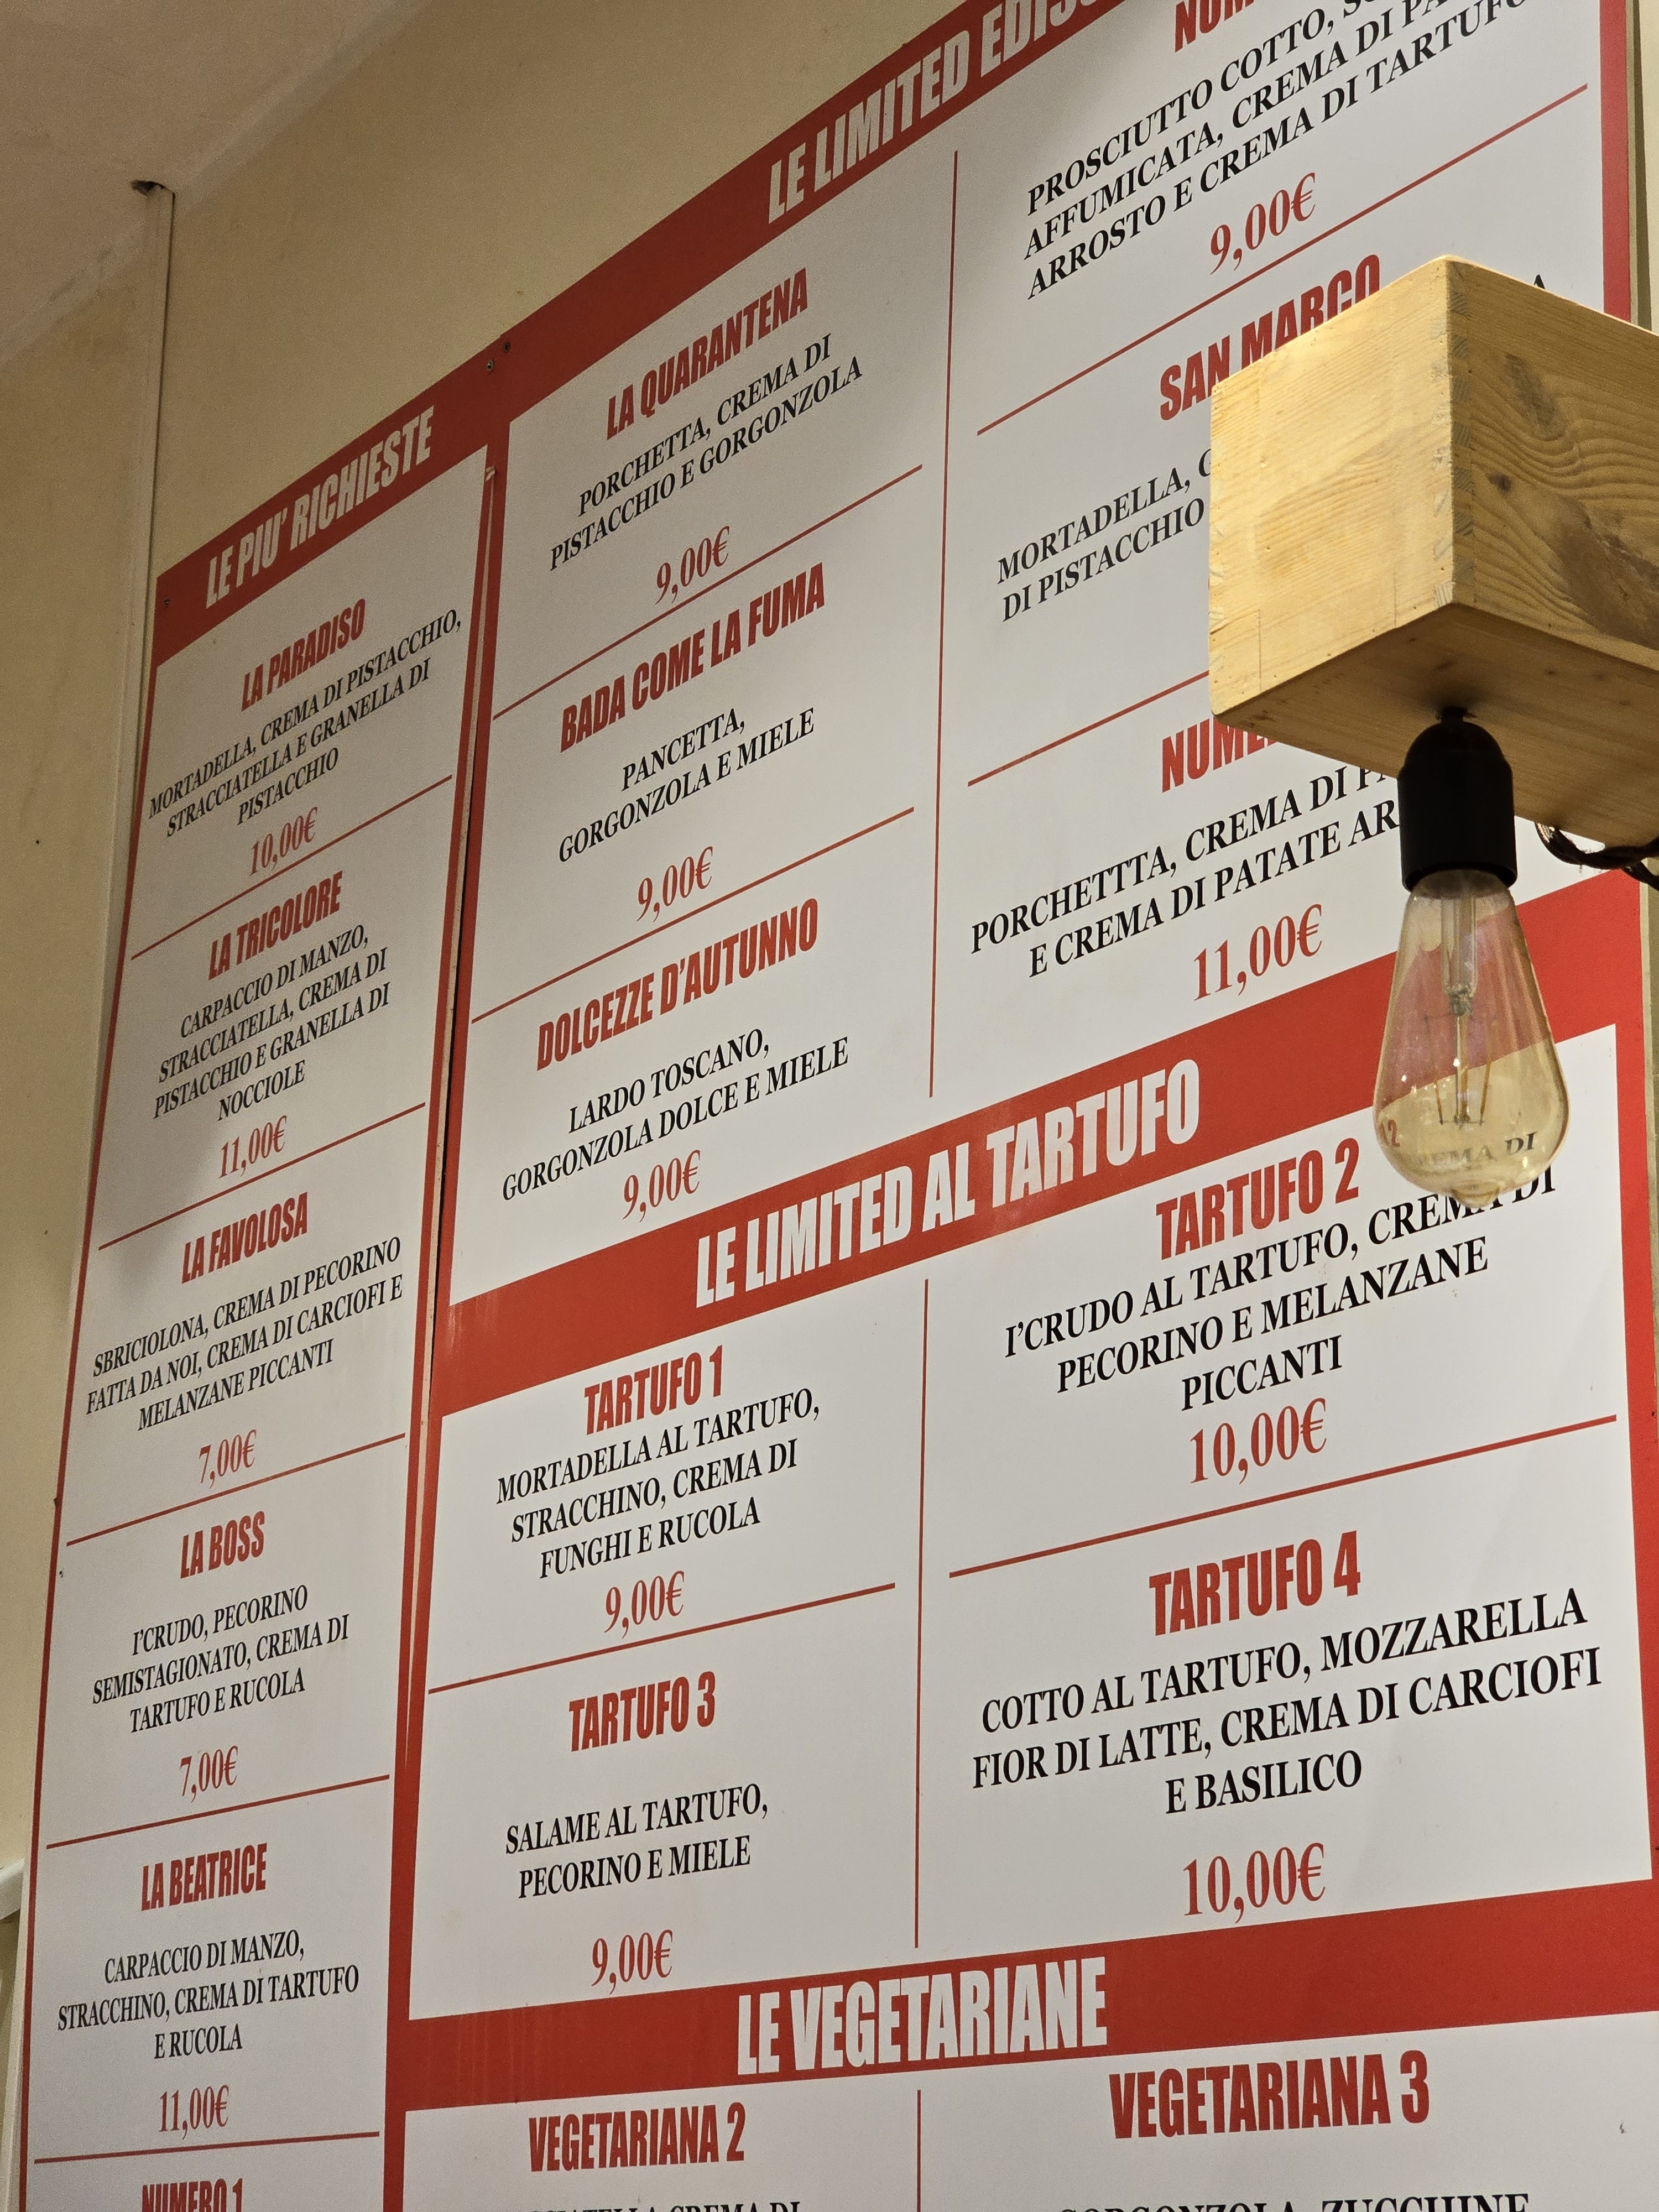 LE PIU' RICHIESTE
LA PARADISO
MORTADELLA, CREMA DI PISTACCHIO,
STRACCIATELLA E GRANELLA DI
PISTACCHIO
10,00€
LA TRICOLORE
CARPACCIO DI MANZO,
STRACCIATELLA, CREMA DI
PISTACCHIO E GRANELLA DI
NOCCIOLE
11,00€
LA FAVOLOSA
SBRICIOLONA, CREMA DI PECORINO
FATTA DA NOI, CREMA DI CARCIOFI E
MELANZANE PICCANTI
7,00€
LA BOSS
I'CRUDO, PECORINO
SEMISTAGIONATO, CREMA DI
TARTUFO E RUCOLA
7,00€
LA BEATRICE
CARPACCIO DI MANZO,
STRACCHINO, CREMA DI TARTUFO
E RUCOLA
11,00€
NUMERO 1
LE LIMITED
LA QUARANTENA
PORCHETTA, CREMA DI
PISTACCHIO E GORGONZOLA
9,00€
BADA COME LA FUMA
PANCETTA,
GORGONZOLA E MIELE
9,00€
DOLCEZZE D'AUTUNNO
LARDO TOSCANO,
GORGONZOLA DOLCE E MIELE
9,00€
PROSCIUTTO COTTO,
AFFUMICATA, CREMA DI
ARROSTO E CREMA DI TARTUFO
9,00€
SAN MARCO
MORTADELLA,
DI PISTACCHIO
PORCHETTTA, CREMA DI
E CREMA DI PATATE
11,00€
LE LIMITED AL TARTUFO
TARTUFO 1
MORTADELLA AL TARTUFO,
STRACCHINO, CREMA DI
FUNGHI E RUCOLA
9,00€
TARTUFO 2
I'CRUDO AL TARTUFO, CREMA DI
PECORINO E MELANZANE
PICCANTI
10,00€
TARTUFO 3
SALAME AL TARTUFO,
PECORINO E MIELE
9,00€
TARTUFO 4
COTTO AL TARTUFO, MOZZARELLA
FIOR DI LATTE, CREMA DI CARCIOFI
E BASILICO
10,00€
LE VEGETARIANE
VEGETARIANA 2
CREMA DI
VEGETARIANA 3
GORGONZOLA, ZUCCHINE